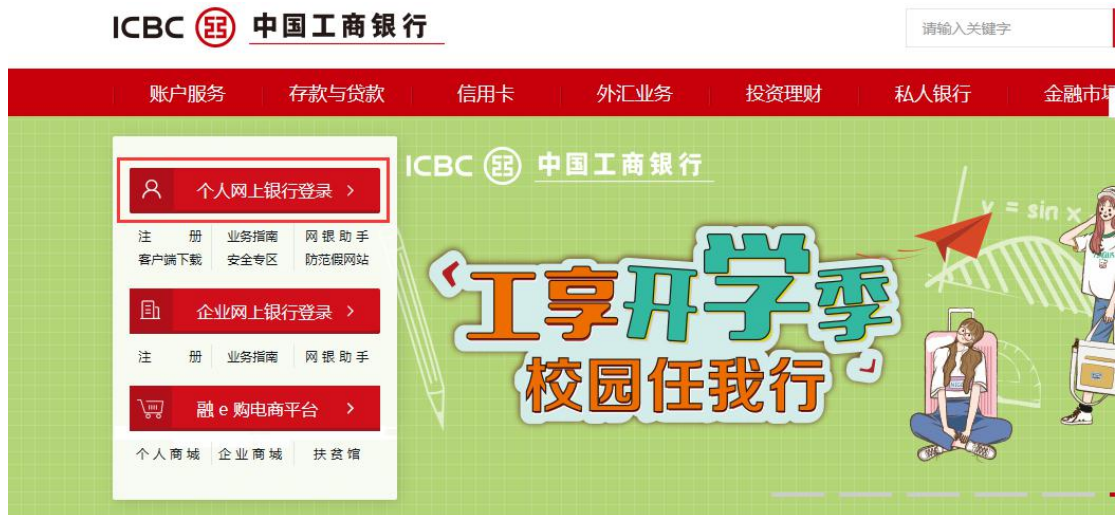 ICBC 中国工商银行
请输入关键字
账户服务 存款与贷款 信用卡 外汇业务 投资理财 私人银行 金融市场
个人网上银行登录 >
注 册 业务指南 网银助手
客户端下载 安全专区 防范假网站
企业网上银行登录 >
注 册 业务指南 网银助手
融e购电商平台 >
个人商城 企业商城 扶贫馆
ICBC 中国工商银行
y = sin x
工享开学季
校园任我行